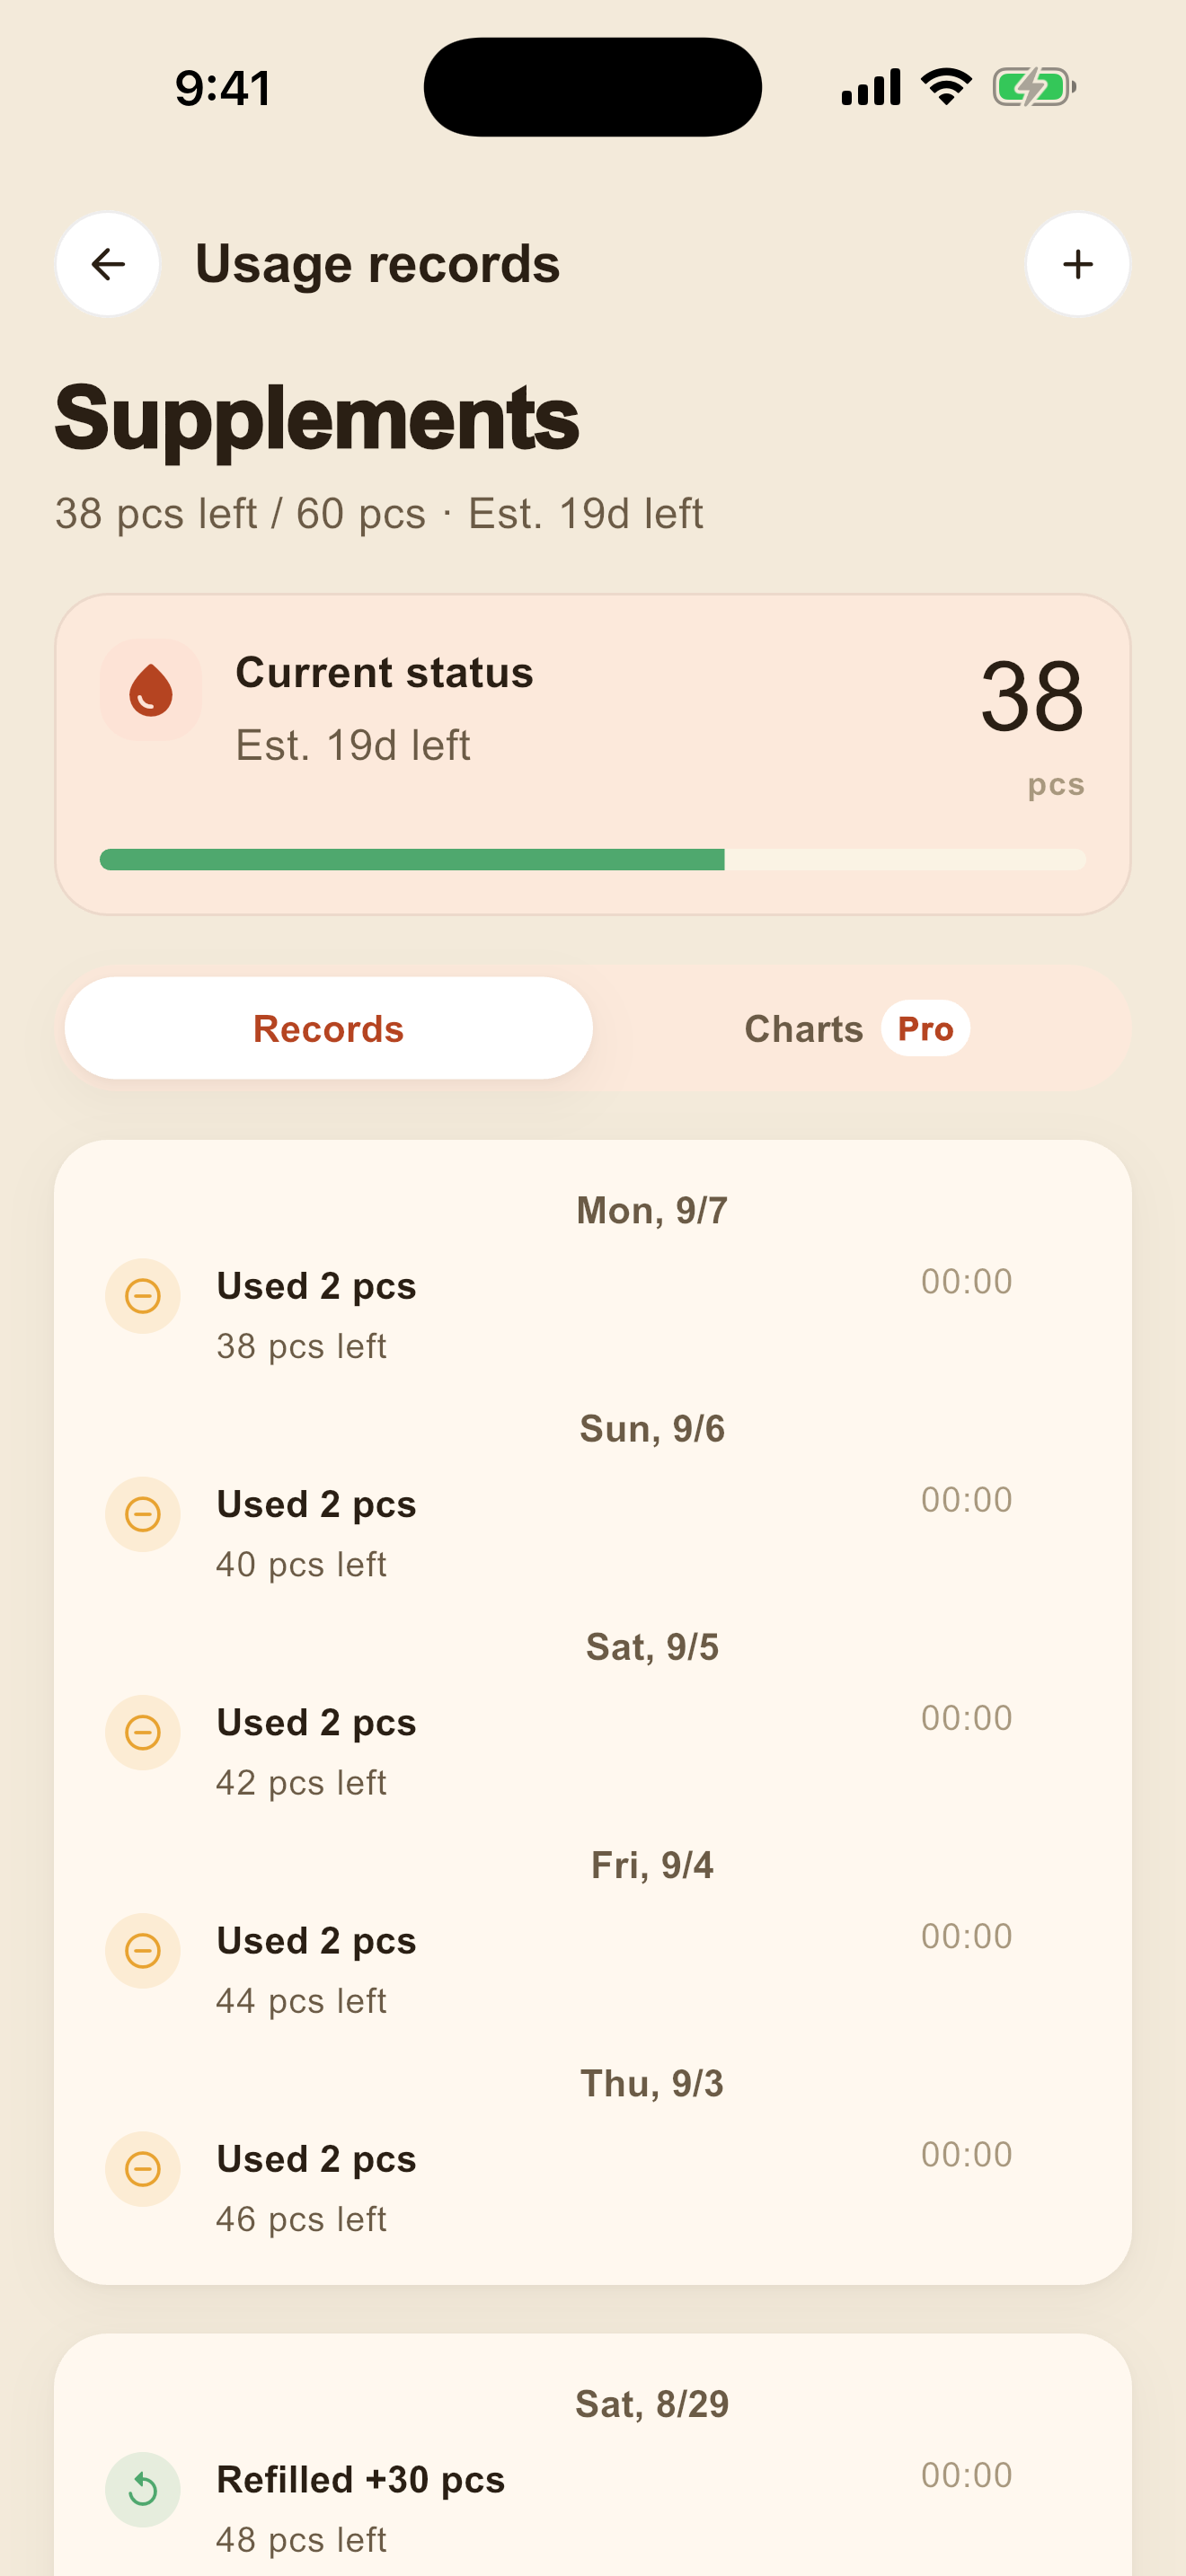 9:41
Usage records
Supplements
38 pcs left / 60 pcs · Est. 19d left
Current status
38
Est. 19d left
pcs
Records
Charts Pro
Mon, 9/7
Used 2 pcs 00:00
38 pcs left
Sun, 9/6
Used 2 pcs 00:00
40 pcs left
Sat, 9/5
Used 2 pcs 00:00
42 pcs left
Fri, 9/4
Used 2 pcs 00:00
44 pcs left
Thu, 9/3
Used 2 pcs 00:00
46 pcs left
Sat, 8/29
Refilled +30 pcs 00:00
48 pcs left